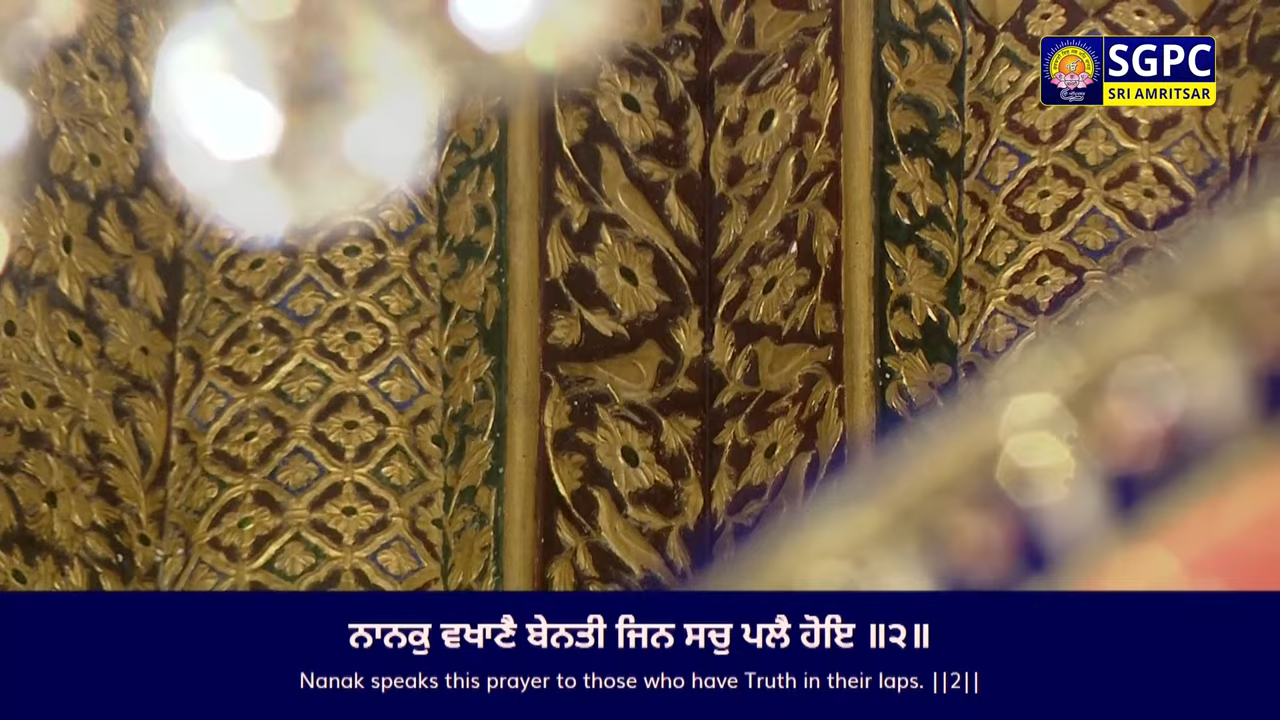 SGPC
SRI AMRITSAR
ਨਾਨਕੁ ਵਖਾਣੈ ਬੇਨਤੀ ਜਿਨ ਸਚੁ ਪਲੈ ਹੋਇ ॥੨॥
Nanak speaks this prayer to those who have Truth in their laps. ||2||